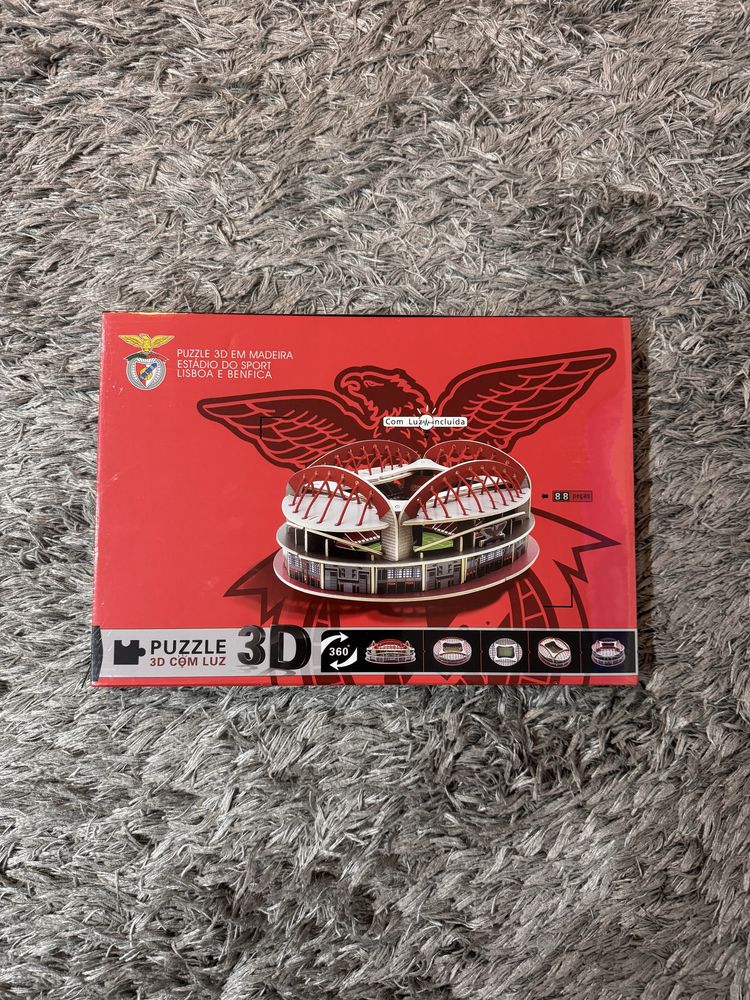 PUZZLE 3D EM MADEIRA
ESTÁDIO DO SPORT
LISBOA E BENFICA
Com Luz incluída
88 peças
PUZZLE
3D COM LUZ
3D
360°